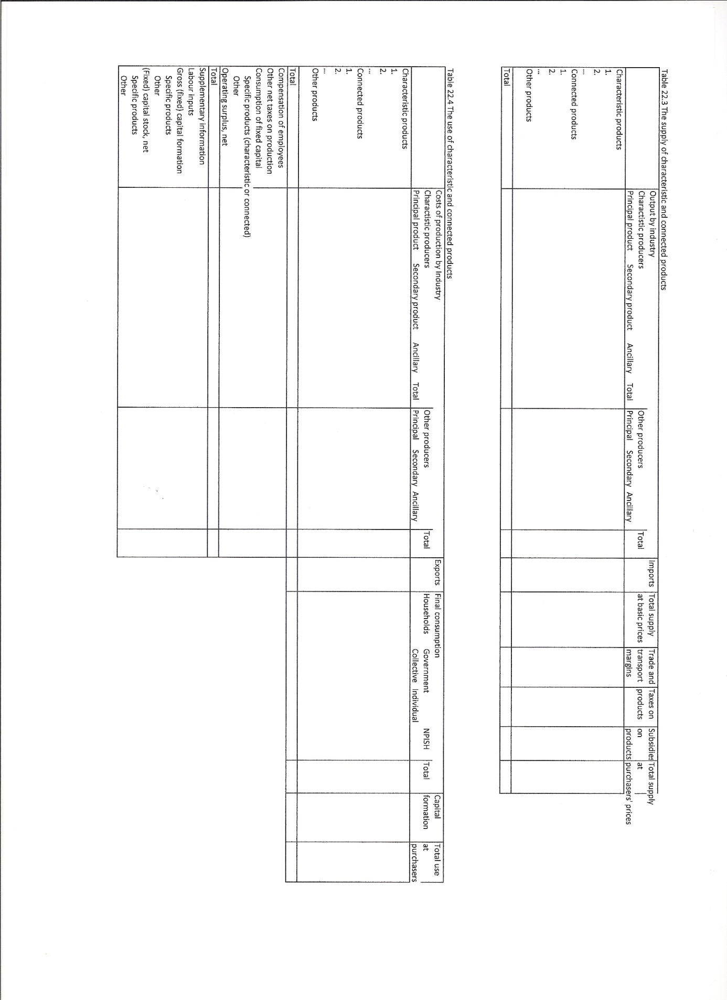 Table 22.3 The supply of characteristic and connected products
Output by industry Imports Total supply Trade and Taxes on Subsidies Total supply
Charactistic producers Other producers Total at basic prices transport products on at
Principal product Secondary product Ancillary Total Principal Secondary Ancillary margins products purchasers' prices
Characteristic products
1.
2.
...
Connected products
1.
2.
...
Other products
Total
Table 22.4 The use of characteristic and connected products
Costs of production by Industry Exports Final consumption Capital Total use
Charactistic producers Other producers Total Households Government NPISH Total formation at
Principal product Secondary product Ancillary Total Principal Secondary Ancillary Collective Individual purchasers
Characteristic products
1.
2.
...
Connected products
1.
2.
...
Other products
Total
Compensation of employees
Other net taxes on production
Consumption of fixed capital
Specific products (characteristic or connected)
Other
Operating surplus, net
Total
Supplementary information
Labour inputs
Gross (fixed) capital formation
Specific products
Other
(Fixed) capital stock, net
Specific products
Other